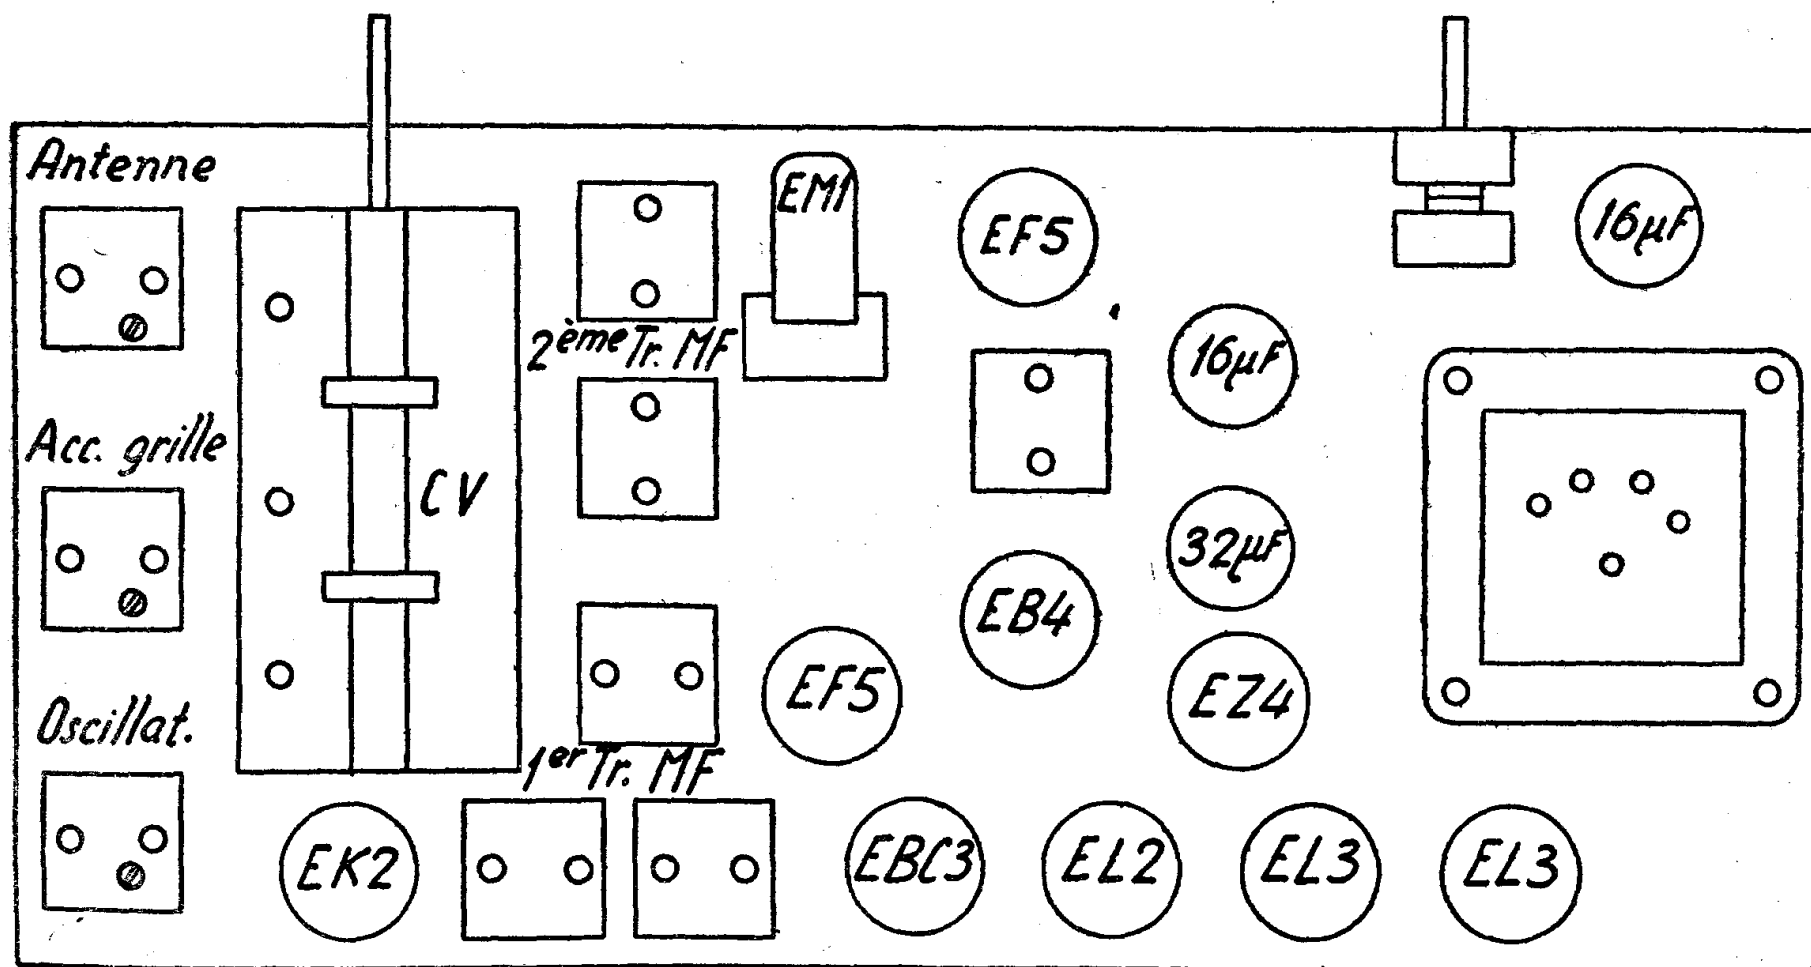 Antenne
EM1
EF5
16µF
2ème Tr. MF
16µF
Acc. grille
CV
32µF
EB4
EF5
EZ4
Oscillat.
1er Tr. MF
EK2
EBC3
EL2
EL3
EL3